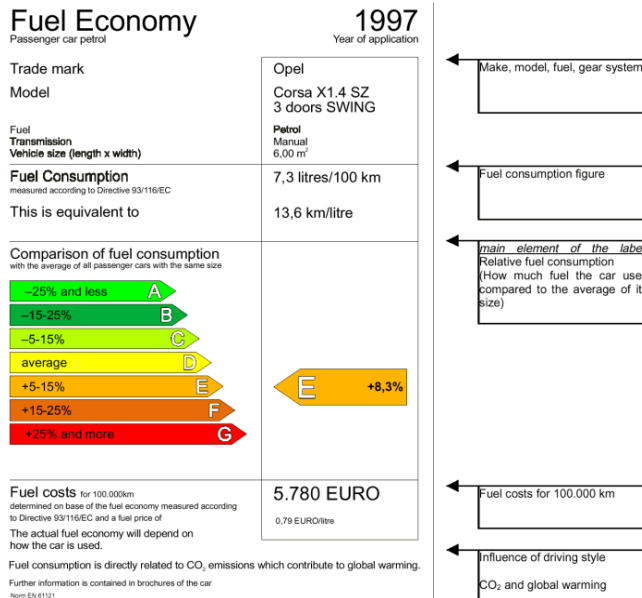 Fuel Economy 1997
Passenger car petrol Year of application
Trade mark Opel
Model Corsa X1.4 SZ
3 doors SWING
Fuel Petrol
Transmission Manual
Vehicle size (length x width) 6,00 m²
Fuel Consumption 7,3 litres/100 km
measured according to Directive 93/116/EC
This is equivalent to 13,6 km/litre
Comparison of fuel consumption
with the average of all passenger cars with the same size
–25% and less A
–15-25% B
–5-15% C
average D
+5-15% E
E +8,3%
+15-25% F
+25% and more G
Fuel costs for 100.000km 5.780 EURO
determined on base of the fuel economy measured according
to Directive 93/116/EC and a fuel price of 0,79 EURO/litre
The actual fuel economy will depend on
how the car is used.
Fuel consumption is directly related to CO₂ emissions which contribute to global warming.
Further information is contained in brochures of the car
Norm EN 61121
Make, model, fuel, gear system
Fuel consumption figure
main element of the labe
Relative fuel consumption
(How much fuel the car use
compared to the average of it
size)
Fuel costs for 100.000 km
Influence of driving style
CO₂ and global warming